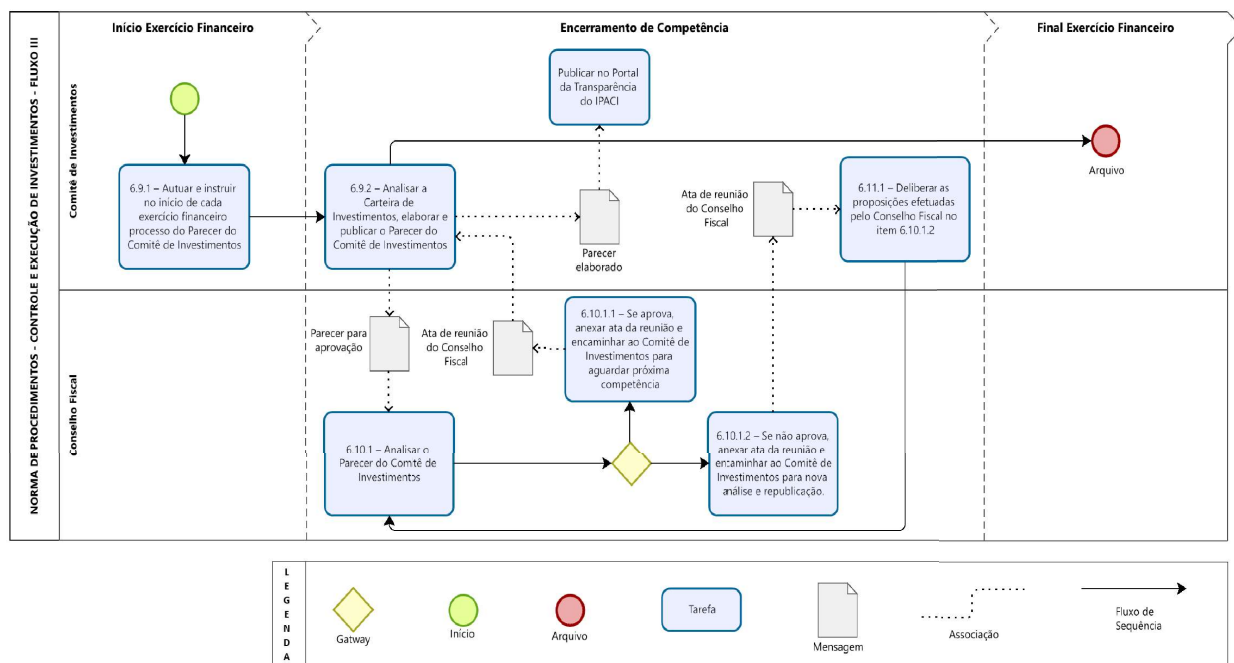 NORMA DE PROCEDIMENTOS - CONTROLE E EXECUÇÃO DE INVESTIMENTOS - FLUXO III
Início Exercício Financeiro
Encerramento de Competência
Final Exercício Financeiro
Comitê de Investimentos
Publicar no Portal
da Transparência
do IPACI
6.9.1 – Autuar e instruir
no início de cada
exercício financeiro
processo do Parecer do
Comitê de Investimentos
6.9.2 – Analisar a
Carteira de
Investimentos, elaborar e
publicar o Parecer do
Comitê de Investimentos
Parecer
elaborado
Ata de reunião
do Conselho
Fiscal
6.11.1 – Deliberar as
proposições efetuadas
pelo Conselho Fiscal no
item 6.10.1.2
Arquivo
Conselho Fiscal
Parecer para
aprovação
Ata de reunião
do Conselho
Fiscal
6.10.1.1 – Se aprova,
anexar ata da reunião e
encaminhar ao Comitê de
Investimentos para
aguardar próxima
competência
6.10.1 – Analisar o
Parecer do Comtê de
Investimentos
6.10.1.2 – Se não aprova,
anexar ata da reunião e
entaminhar ao Comitê de
Investimentos para nova
análise e republicação.
LEGENDA
Gatway
Início
Arquivo
Tarefa
Mensagem
Associação
Fluxo de
Sequência